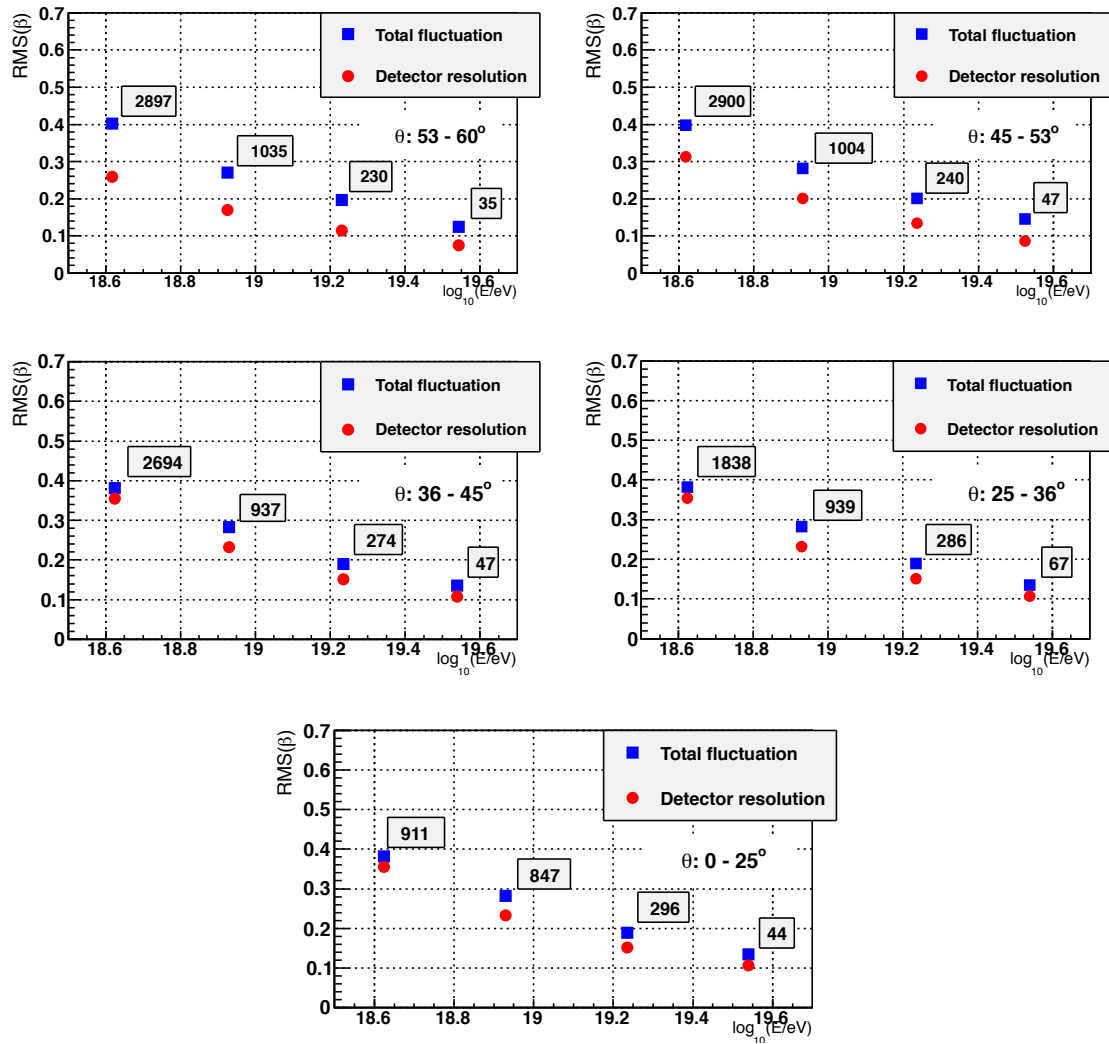 RMS(β)
0.7
0.6
0.5
0.4
0.3
0.2
0.1
0
Total fluctuation
Detector resolution
2897
1035
230
35
θ: 53 - 60°
18.6 18.8 19 19.2 19.4 19.6
log₁₀(E/eV)
RMS(β)
0.7
0.6
0.5
0.4
0.3
0.2
0.1
0
Total fluctuation
Detector resolution
2900
1004
240
47
θ: 45 - 53°
18.6 18.8 19 19.2 19.4 19.6
log₁₀(E/eV)
RMS(β)
0.7
0.6
0.5
0.4
0.3
0.2
0.1
0
Total fluctuation
Detector resolution
2694
937
274
47
θ: 36 - 45°
18.6 18.8 19 19.2 19.4 19.6
log₁₀(E/eV)
RMS(β)
0.7
0.6
0.5
0.4
0.3
0.2
0.1
0
Total fluctuation
Detector resolution
1838
939
286
67
θ: 25 - 36°
18.6 18.8 19 19.2 19.4 19.6
log₁₀(E/eV)
RMS(β)
0.7
0.6
0.5
0.4
0.3
0.2
0.1
0
Total fluctuation
Detector resolution
911
847
296
44
θ: 0 - 25°
18.6 18.8 19 19.2 19.4 19.6
log₁₀(E/eV)